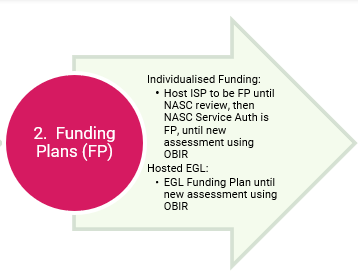 2. Funding
Plans (FP)
Individualised Funding:
• Host ISP to be FP until
NASC review, then
NASC Service Auth is
FP, until new
assessment using
OBIR
Hosted EGL:
• EGL Funding Plan until
new assessment using
OBIR